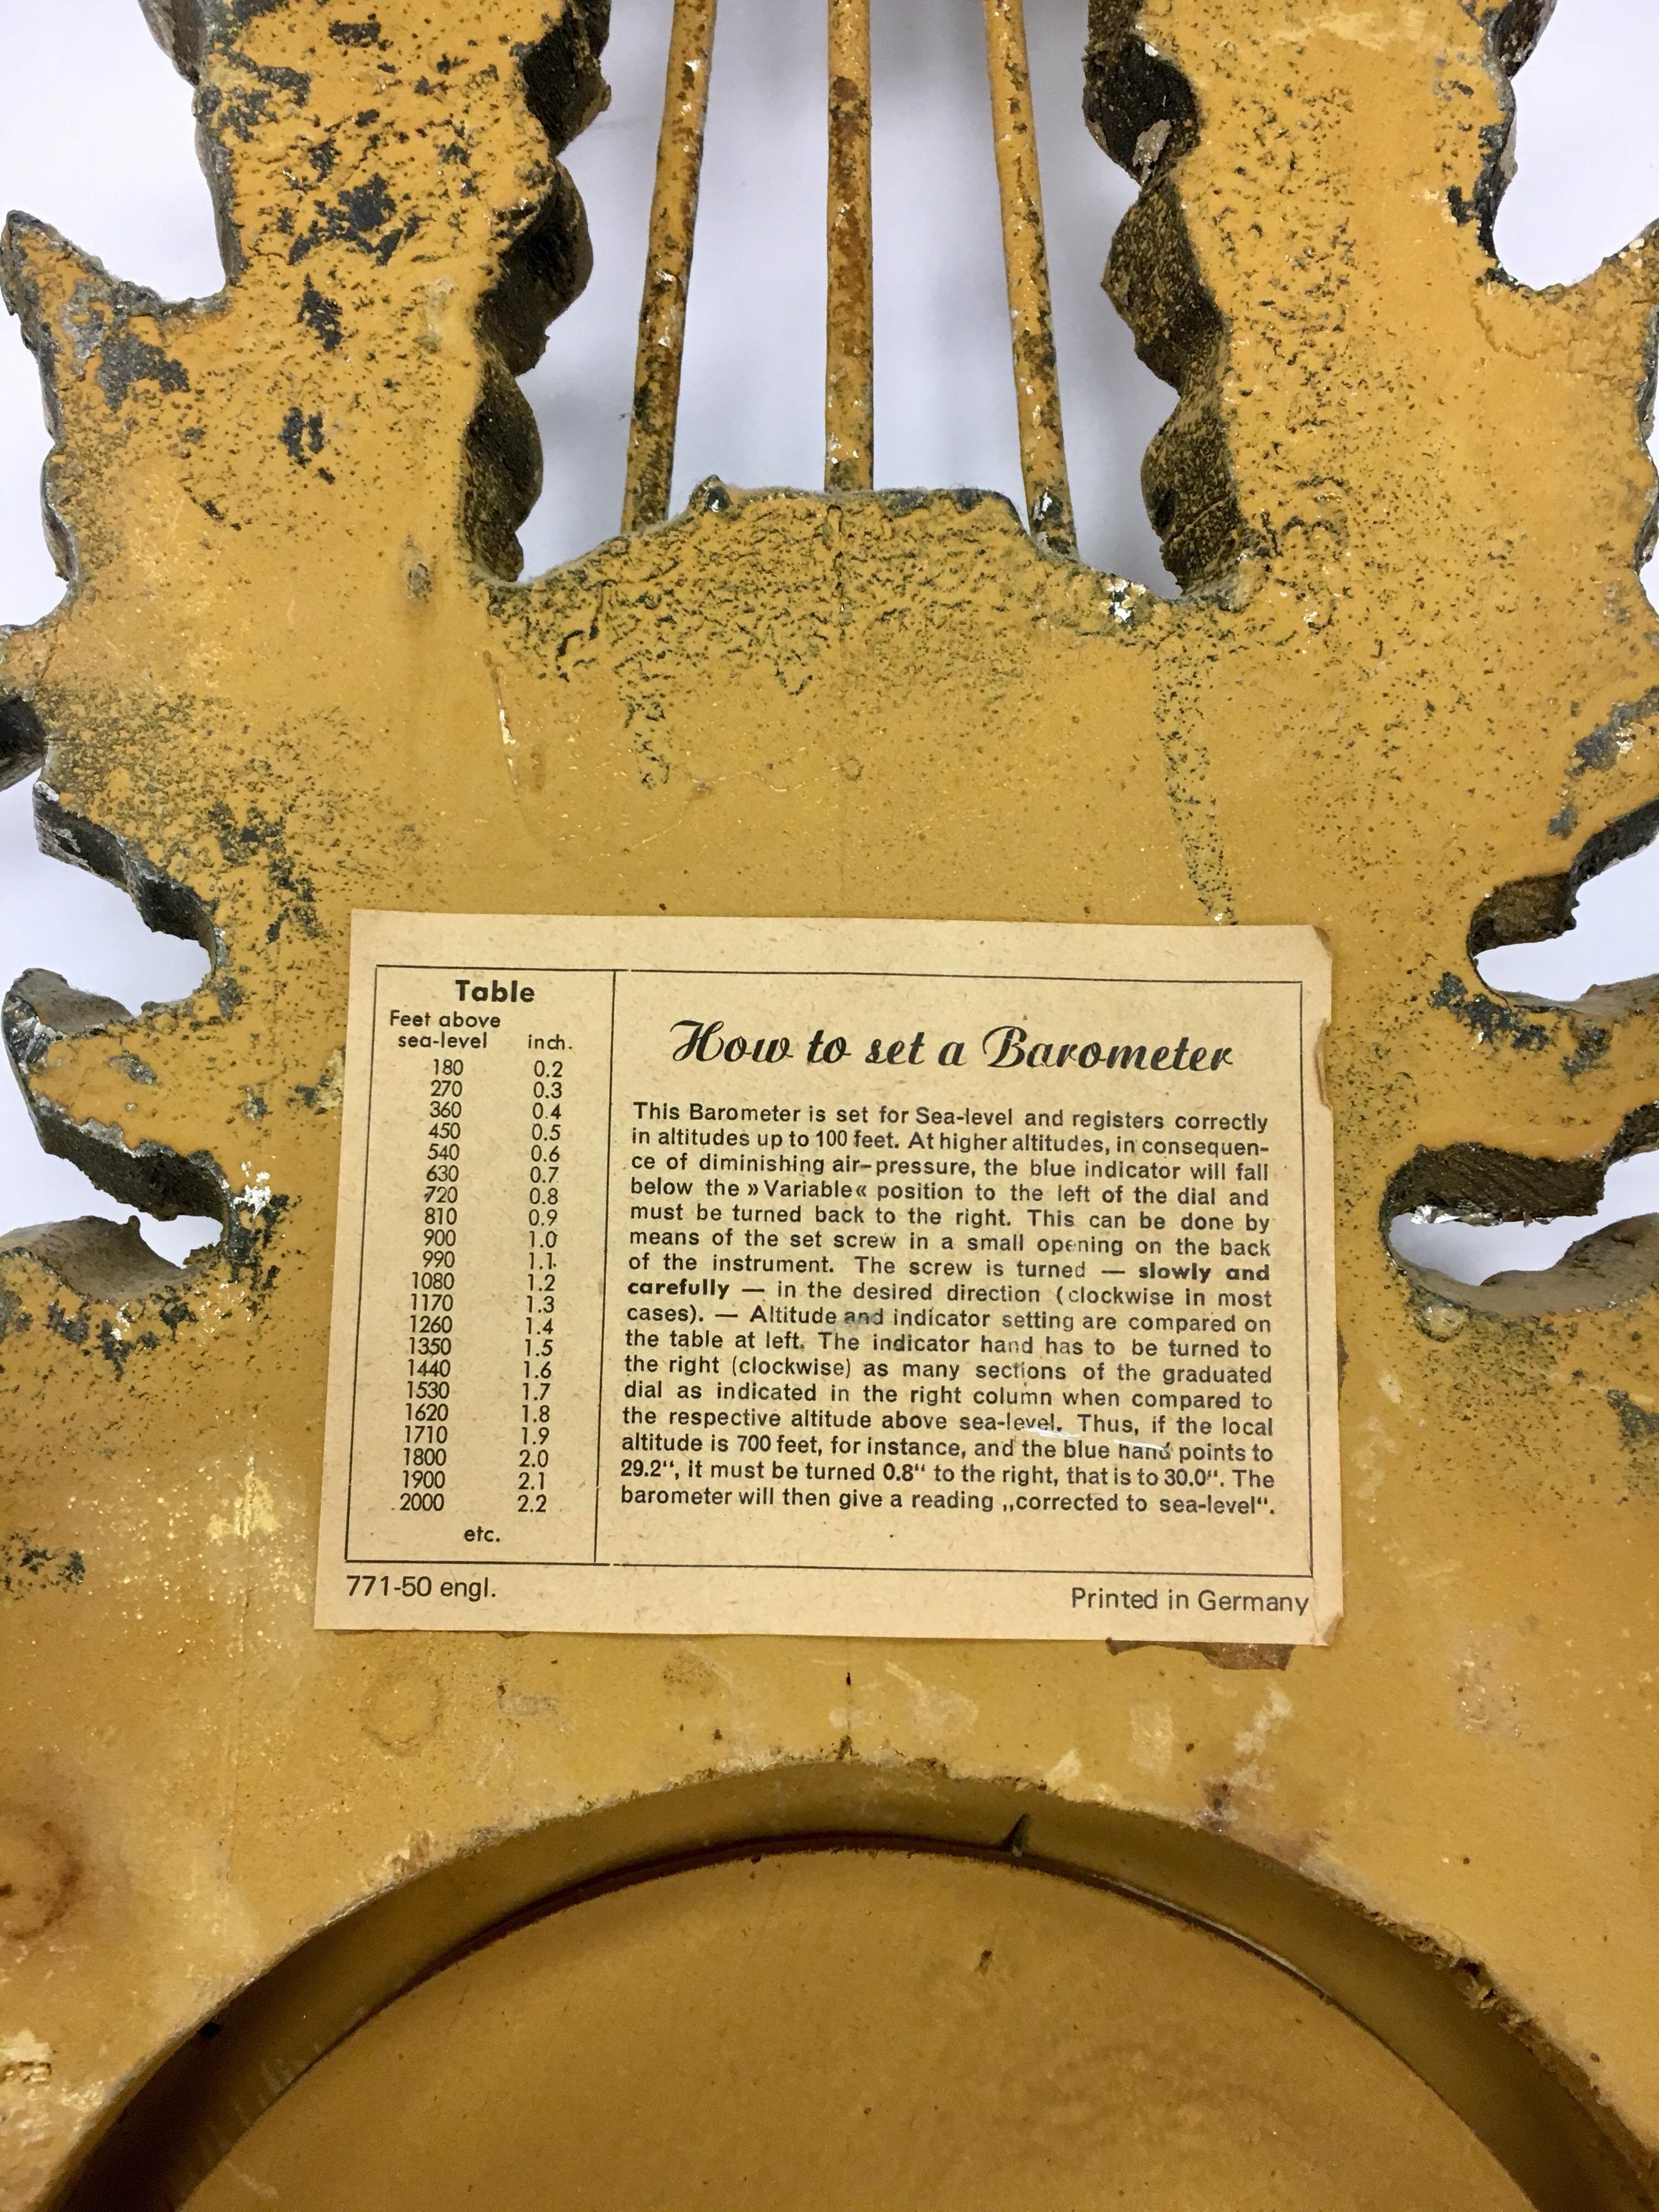 Table
Feet above
sea-level inch.
180 0.2
270 0.3
360 0.4
450 0.5
540 0.6
630 0.7
720 0.8
810 0.9
900 1.0
990 1.1
1080 1.2
1170 1.3
1260 1.4
1350 1.5
1440 1.6
1530 1.7
1620 1.8
1710 1.9
1800 2.0
1900 2.1
2000 2.2
etc.
How to set a Barometer
This Barometer is set for Sea-level and registers correctly
in altitudes up to 100 feet. At higher altitudes, in consequen-
ce of diminishing air-pressure, the blue indicator will fall
below the »Variable« position to the left of the dial and
must be turned back to the right. This can be done by
means of the set screw in a small opening on the back
of the instrument. The screw is turned — slowly and
carefully — in the desired direction (clockwise in most
cases). — Altitude and indicator setting are compared on
the table at left. The indicator hand has to be turned to
the right (clockwise) as many sections of the graduated
dial as indicated in the right column when compared to
the respective altitude above sea-level. Thus, if the local
altitude is 700 feet, for instance, and the blue hand points to
29.2“, it must be turned 0.8“ to the right, that is to 30.0“. The
barometer will then give a reading „corrected to sea-level“.
771-50 engl.
Printed in Germany